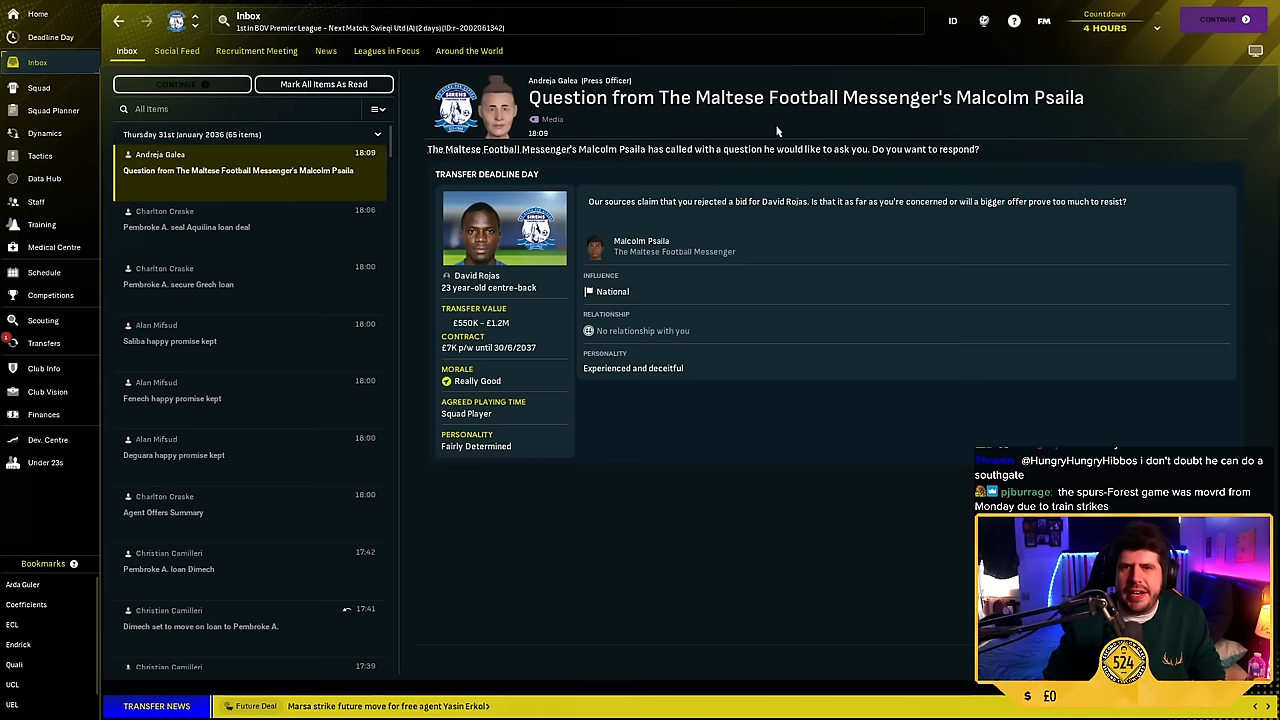 Home
Deadline Day
Inbox
Squad
Squad Planner
Dynamics
Tactics
Data Hub
Staff
Training
Medical Centre
Schedule
Competitions
Scouting
1
Transfers
Club Info
Club Vision
Finances
Dev. Centre
Under 23s
Bookmarks ?
Arda Guler
Coefficients
ECL
Endrick
Quali
UCL
UEL
Inbox
1st in BOV Premier League - Next Match: Swieqi Utd (A) (2 days) (ID:r-2002061342)
ID
?
FM
Countdown
4 HOURS
CONTINUE
Inbox
Social Feed
Recruitment Meeting
News
Leagues in Focus
Around the World
CONTINUE
Mark All Items As Read
All Items
Thursday 31st January 2036 (65 items)
Andreja Galea 18:09
Question from The Maltese Football Messenger's Malcolm Psaila
Charlton Craske 18:06
Pembroke A. seal Aquilina loan deal
Charlton Craske 18:00
Pembroke A. secure Grech loan
Alan Mifsud 18:00
Saliba happy promise kept
Alan Mifsud 18:00
Fenech happy promise kept
Alan Mifsud 18:00
Deguara happy promise kept
Charlton Craske 18:00
Agent Offers Summary
Christian Camilleri 17:42
Pembroke A. loan Dimech
Christian Camilleri 17:41
Dimech set to move on loan to Pembroke A.
Christian Camilleri 17:39
Andreja Galea (Press Officer)
Question from The Maltese Football Messenger's Malcolm Psaila
Media
18:09
The Maltese Football Messenger's Malcolm Psaila has called with a question he would like to ask you. Do you want to respond?
TRANSFER DEADLINE DAY
SIRENS
David Rojas
23 year-old centre-back
TRANSFER VALUE
£550K - £1.2M
CONTRACT
£7K p/w until 30/6/2037
MORALE
Really Good
AGREED PLAYING TIME
Squad Player
PERSONALITY
Fairly Determined
Our sources claim that you rejected a bid for David Rojas. Is that it as far as you're concerned or will a bigger offer prove too much to resist?
Malcolm Psaila
The Maltese Football Messenger
INFLUENCE
National
RELATIONSHIP
No relationship with you
PERSONALITY
Experienced and deceitful
@HungryHungryHibbos i don't doubt he can do a
southgate
pjburrage: the spurs-Forest game was movrd from
Monday due to train strikes
524
$ £0
TRANSFER NEWS
Future Deal
Marsa strike future move for free agent Yasin Erkol>